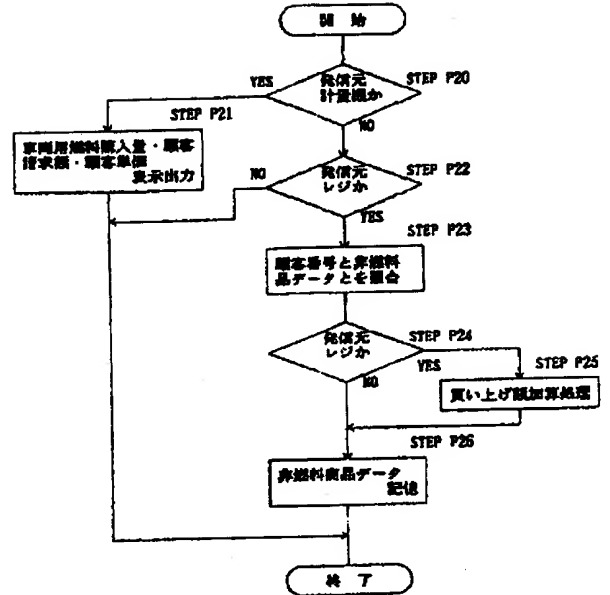 開 始
発信元
計量機か
STEP P20
YES
NO
STEP P21
車両用燃料購入量・顧客
請求額・顧客単価
表示出力
発信元
レジか
STEP P22
NO
YES
STEP P23
顧客番号と非燃料
品データとを照合
発信元
レジか
STEP P24
YES
NO
STEP P25
買い上げ額加算処理
STEP P26
非燃料商品データ
記憶
終 了